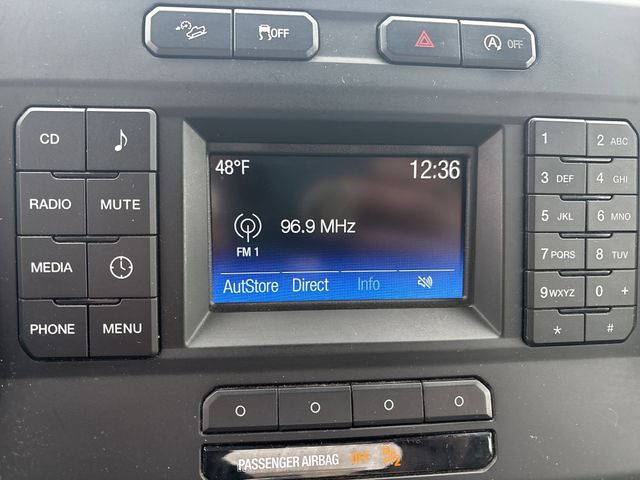 OFF
A OFF
CD
RADIO MUTE
MEDIA
PHONE MENU
48°F 12:36
96.9 MHz
FM 1
AutStore Direct Info
1 2 ABC
3 DEF 4 GHI
5 JKL 6 MNO
7 PQRS 8 TUV
9 WXYZ 0 +
* #
PASSENGER AIRBAG OFF